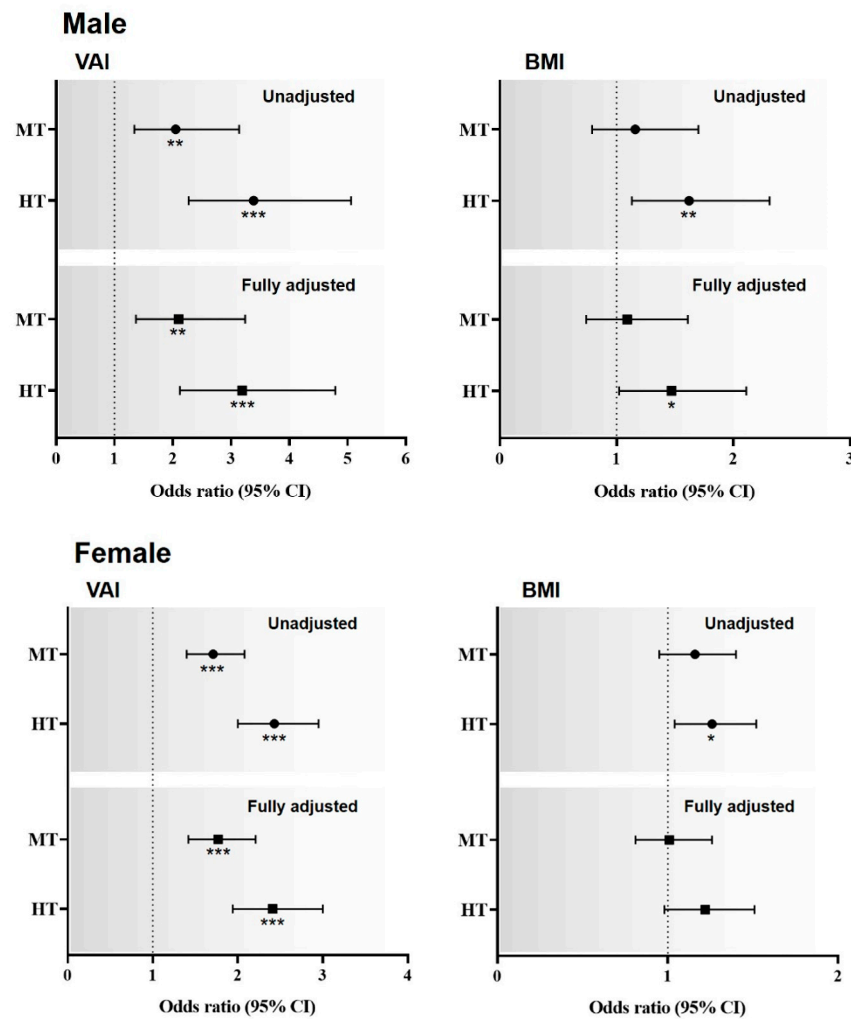 Male
VAI
BMI
Unadjusted
Unadjusted
MT
**
MT
HT
***
HT
**
Fully adjusted
Fully adjusted
MT
**
MT
HT
***
HT
*
0 1 2 3 4 5 6
0 1 2 3
Odds ratio (95% CI)
Odds ratio (95% CI)
Female
VAI
BMI
Unadjusted
Unadjusted
MT
***
MT
HT
***
HT
*
Fully adjusted
Fully adjusted
MT
***
MT
HT
***
HT
0 1 2 3 4
0 1 2
Odds ratio (95% CI)
Odds ratio (95% CI)